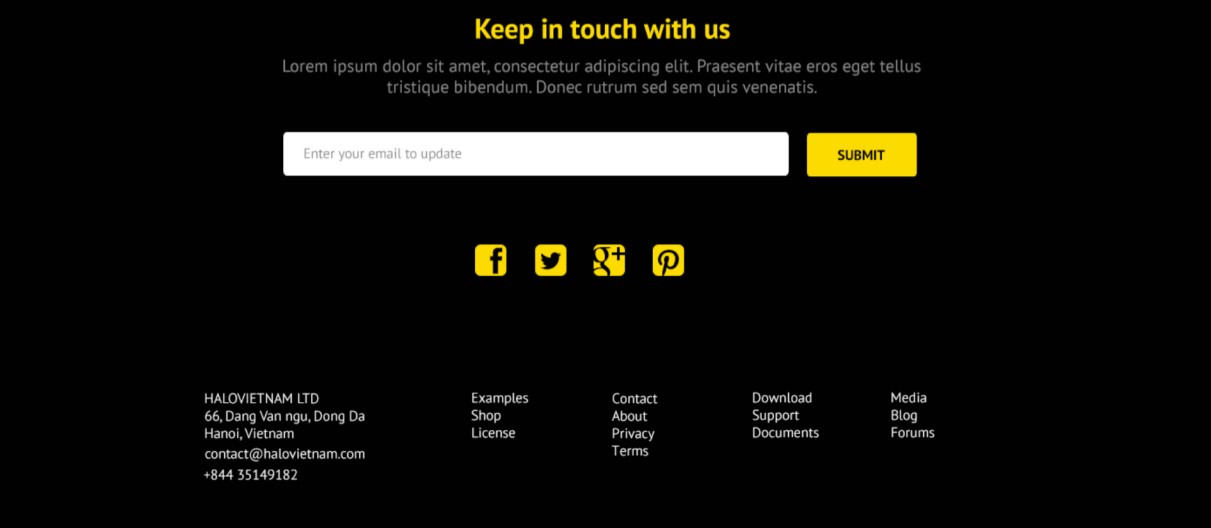 Keep in touch with us
Lorem ipsum dolor sit amet, consectetur adipiscing elit. Praesent vitae eros eget tellus
tristique bibendum. Donec rutrum sed sem quis venenatis.
Enter your email to update
SUBMIT
f
g+
HALOVIETNAM LTD
66, Dang Van ngu, Dong Da
Hanoi, Vietnam
contact@halovietnam.com
+844 35149182
Examples
Shop
License
Contact
About
Privacy
Terms
Download
Support
Documents
Media
Blog
Forums